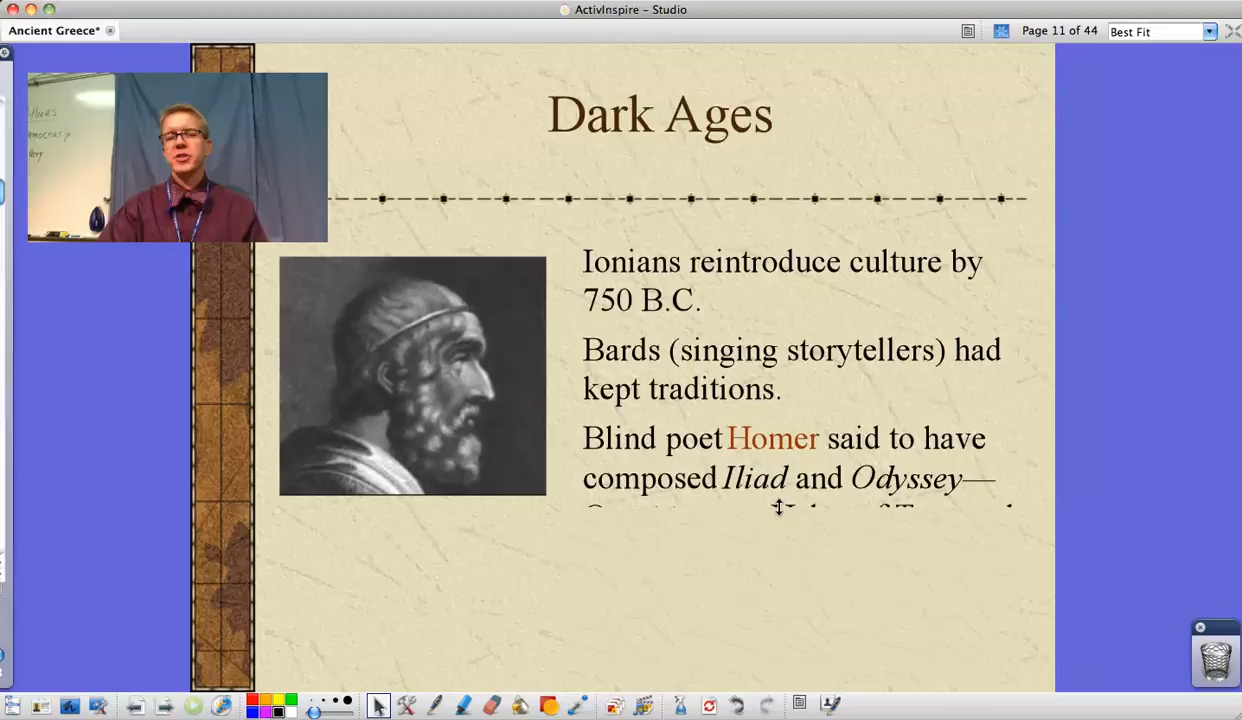 ActivInspire – Studio
Ancient Greece*
Page 11 of 44
Best Fit
Dark Ages
Ionians reintroduce culture by
750 B.C.
Bards (singing storytellers) had
kept traditions.
Blind poet Homer said to have
composed Iliad and Odyssey—